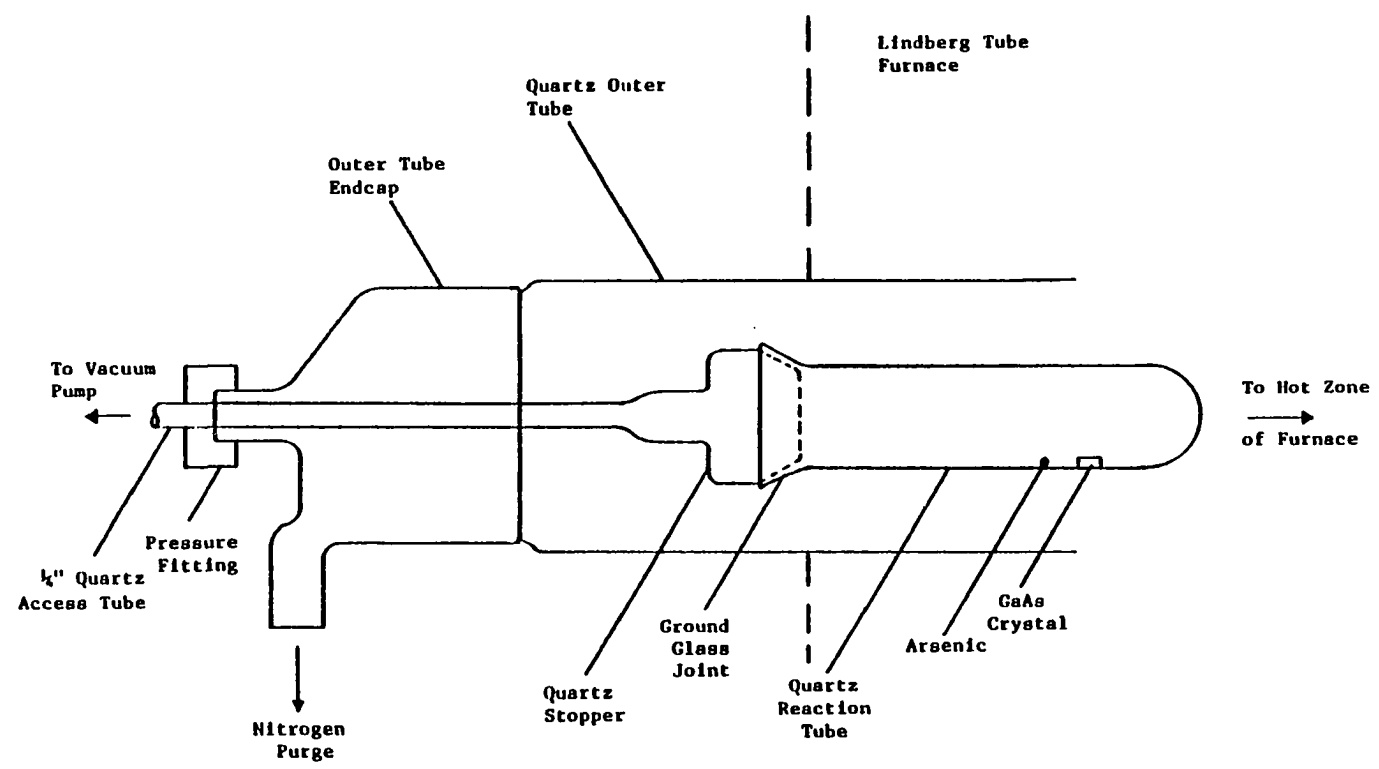 Lindberg Tube
Furnace
Quartz Outer
Tube
Outer Tube
Endcap
To Vacuum
Pump
To Hot Zone
of Furnace
Pressure
Fitting
¼" Quartz
Access Tube
Ground
Glass
Joint
GaAs
Crystal
Arsenic
Quartz
Stopper
Quartz
Reaction
Tube
Nitrogen
Purge